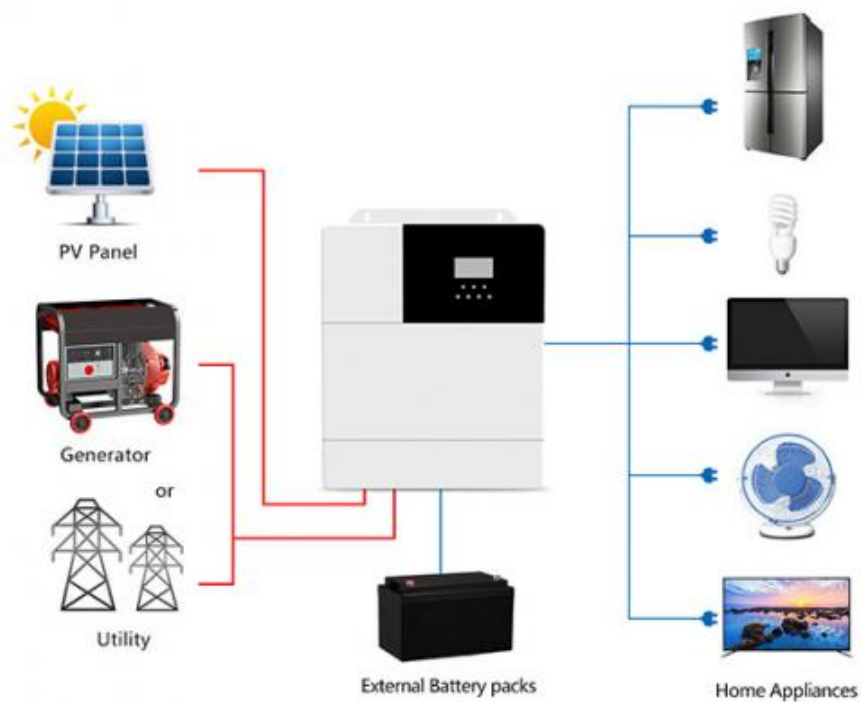 PV Panel
Generator
or
Utility
External Battery packs
Home Appliances